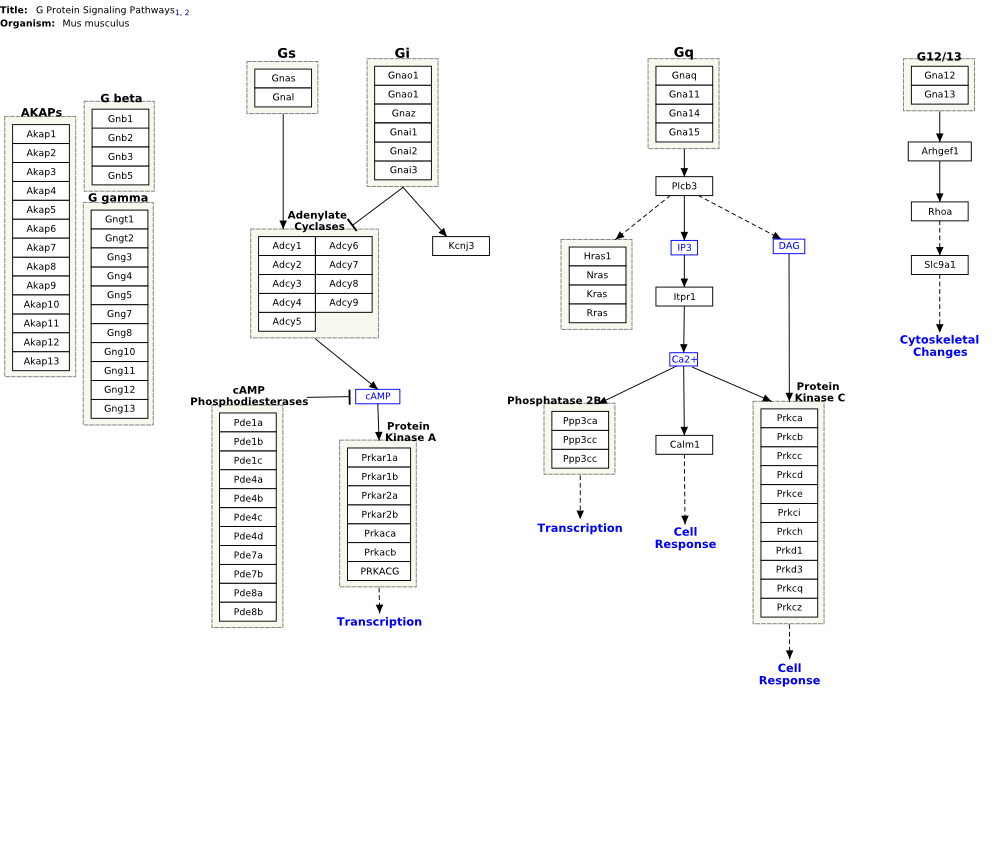 Title: G Protein Signaling Pathways1, 2
Organism: Mus musculus
AKAPs
Akap1
Akap2
Akap3
Akap4
Akap5
Akap6
Akap7
Akap8
Akap9
Akap10
Akap11
Akap12
Akap13
G beta
Gnb1
Gnb2
Gnb3
Gnb5
G gamma
Gngt1
Gngt2
Gng3
Gng4
Gng5
Gng7
Gng8
Gng10
Gng11
Gng12
Gng13
Gs
Gnas
Gnal
Gi
Gnao1
Gnao1
Gnaz
Gnai1
Gnai2
Gnai3
Adenylate
Cyclases
Adcy1 Adcy6
Adcy2 Adcy7
Adcy3 Adcy8
Adcy4 Adcy9
Adcy5
Kcnj3
cAMP
Phosphodiesterases
Pde1a
Pde1b
Pde1c
Pde4a
Pde4b
Pde4c
Pde4d
Pde7a
Pde7b
Pde8a
Pde8b
cAMP
Protein
Kinase A
Prkar1a
Prkar1b
Prkar2a
Prkar2b
Prkaca
Prkacb
PRKACG
Transcription
Gq
Gnaq
Gna11
Gna14
Gna15
Plcb3
Hras1
Nras
Kras
Rras
IP3
DAG
Itpr1
Ca2+
Phosphatase 2B
Ppp3ca
Ppp3cc
Ppp3cc
Transcription
Calm1
Cell
Response
Protein
Kinase C
Prkca
Prkcb
Prkcc
Prkcd
Prkce
Prkci
Prkch
Prkd1
Prkd3
Prkcq
Prkcz
Cell
Response
G12/13
Gna12
Gna13
Arhgef1
Rhoa
Slc9a1
Cytoskeletal
Changes